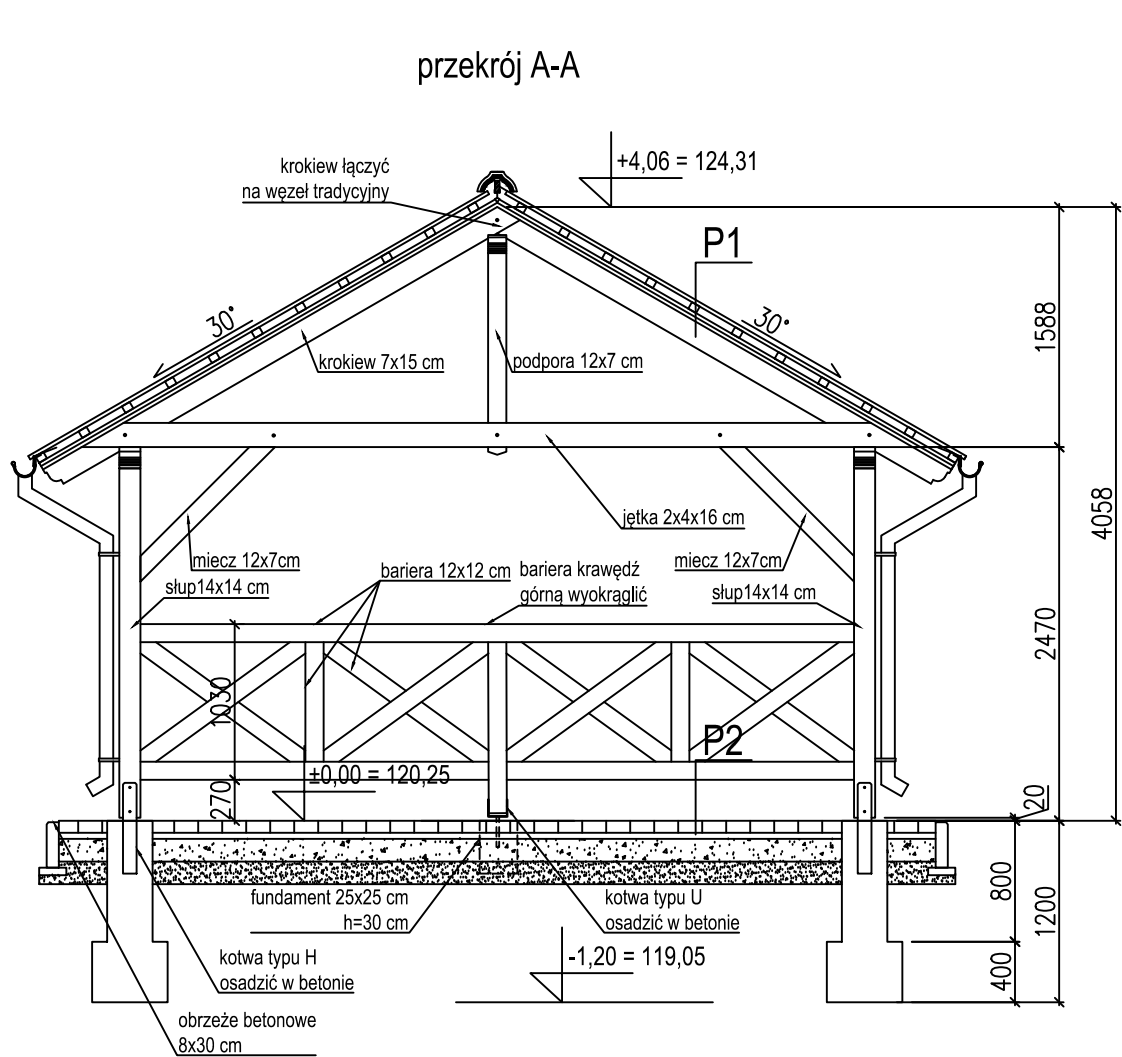 przekrój A-A
krokiew łączyć
na węzeł tradycyjny
+4,06 = 124,31
P1
30°
30°
krokiew 7x15 cm
podpora 12x7 cm
1588
4058
jętka 2x4x16 cm
miecz 12x7cm
miecz 12x7cm
bariera 12x12 cm
bariera krawędź
górną wyokrąglić
słup14x14 cm
słup14x14 cm
2470
1030
P2
±0,00 = 120,25
270
20
fundament 25x25 cm
h=30 cm
kotwa typu U
osadzić w betonie
800
1200
kotwa typu H
osadzić w betonie
-1,20 = 119,05
400
obrzeże betonowe
8x30 cm